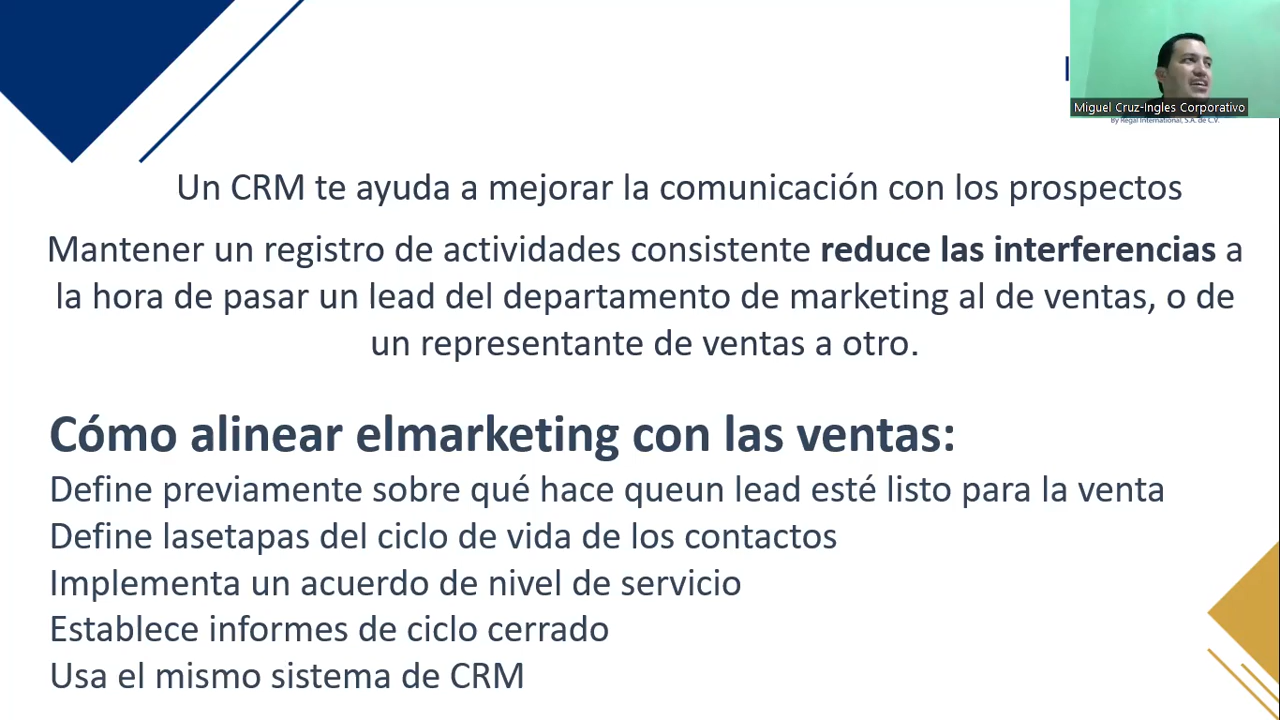 Miguel Cruz-Ingles Corporativo
By Regal International, S.A. de C.V.
Un CRM te ayuda a mejorar la comunicación con los prospectos
Mantener un registro de actividades consistente reduce las interferencias a
la hora de pasar un lead del departamento de marketing al de ventas, o de
un representante de ventas a otro.
Cómo alinear elmarketing con las ventas:
Define previamente sobre qué hace queun lead esté listo para la venta
Define lasetapas del ciclo de vida de los contactos
Implementa un acuerdo de nivel de servicio
Establece informes de ciclo cerrado
Usa el mismo sistema de CRM